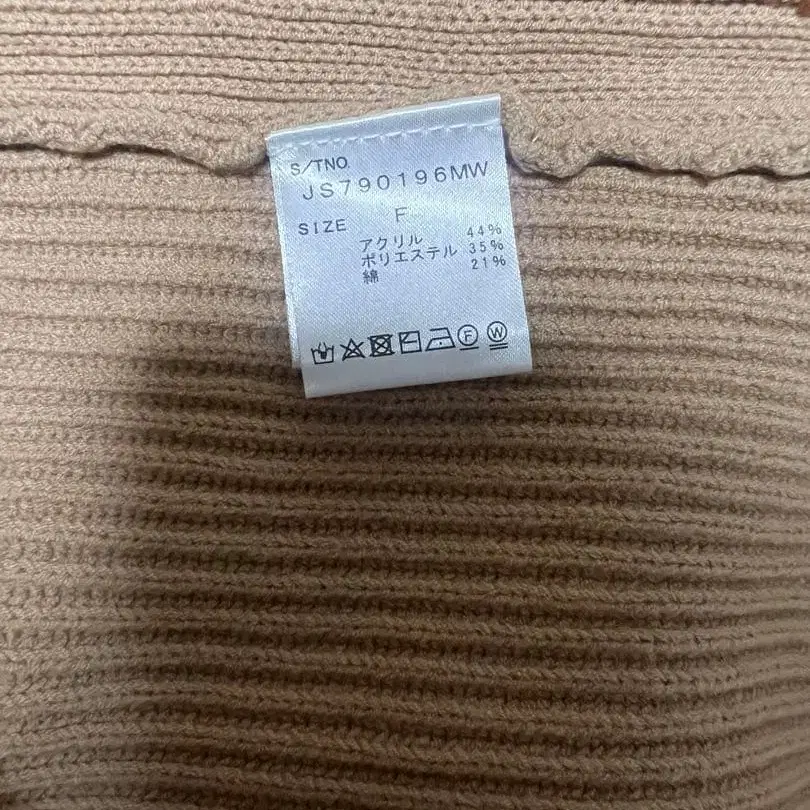 S/TNO.
JS790196MW
SIZE F
アクリル 44%
ポリエステル 35%
綿 21%
F W